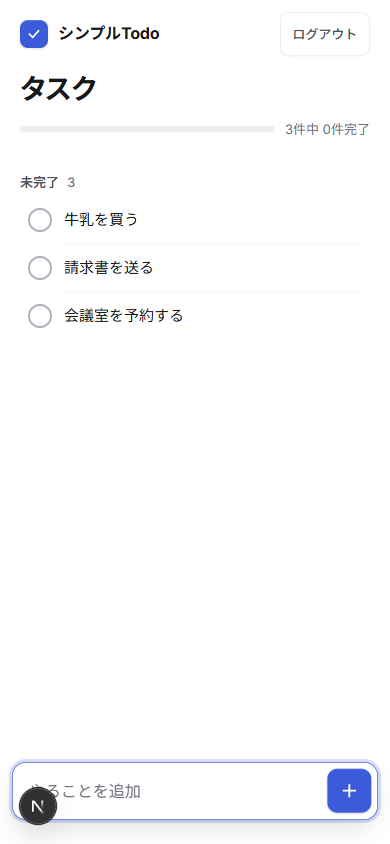 シンプルTodo
ログアウト
タスク
3件中 0件完了
未完了 3
牛乳を買う
請求書を送る
会議室を予約する
やることを追加
N